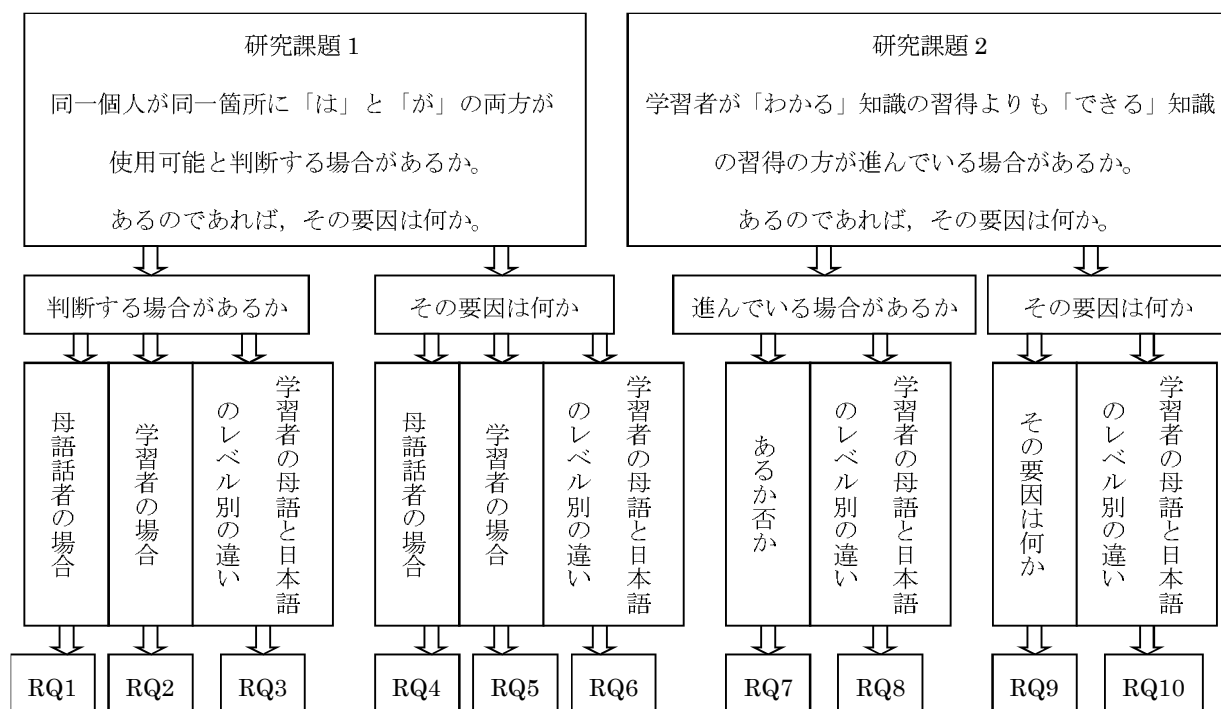 研究課題 1
同一個人が同一箇所に「は」と「が」の両方が
使用可能と判断する場合があるか。
あるのであれば，その要因は何か。
研究課題 2
学習者が「わかる」知識の習得よりも「できる」知識
の習得の方が進んでいる場合があるか。
あるのであれば，その要因は何か。
判断する場合があるか
その要因は何か
進んでいる場合があるか
その要因は何か
母語話者の場合
学習者の場合
学習者の母語と日本語
のレベル別の違い
母語話者の場合
学習者の場合
学習者の母語と日本語
のレベル別の違い
あるか否か
学習者の母語と日本語
のレベル別の違い
その要因は何か
学習者の母語と日本語
のレベル別の違い
RQ1
RQ2
RQ3
RQ4
RQ5
RQ6
RQ7
RQ8
RQ9
RQ10